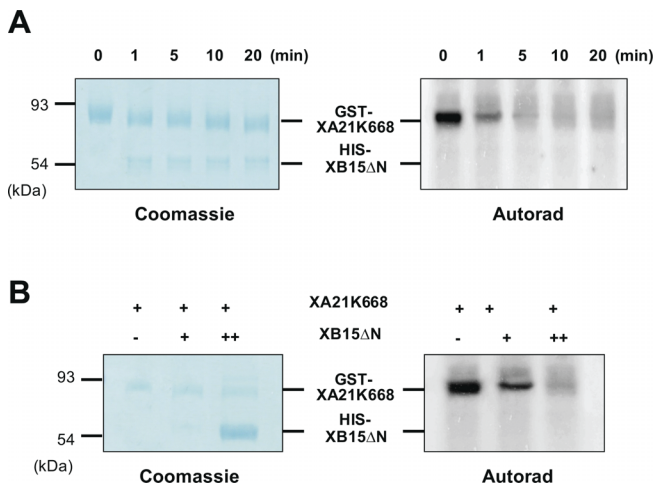 A
0 1 5 10 20 (min) 0 1 5 10 20 (min)
93
GST-
XA21K668
HIS-
XB15ΔN
54
(kDa)
Coomassie Autorad
B
+ + + XA21K668 + + +
- + ++ XB15ΔN - + ++
93
GST-
XA21K668
HIS-
XB15ΔN
54
(kDa)
Coomassie Autorad